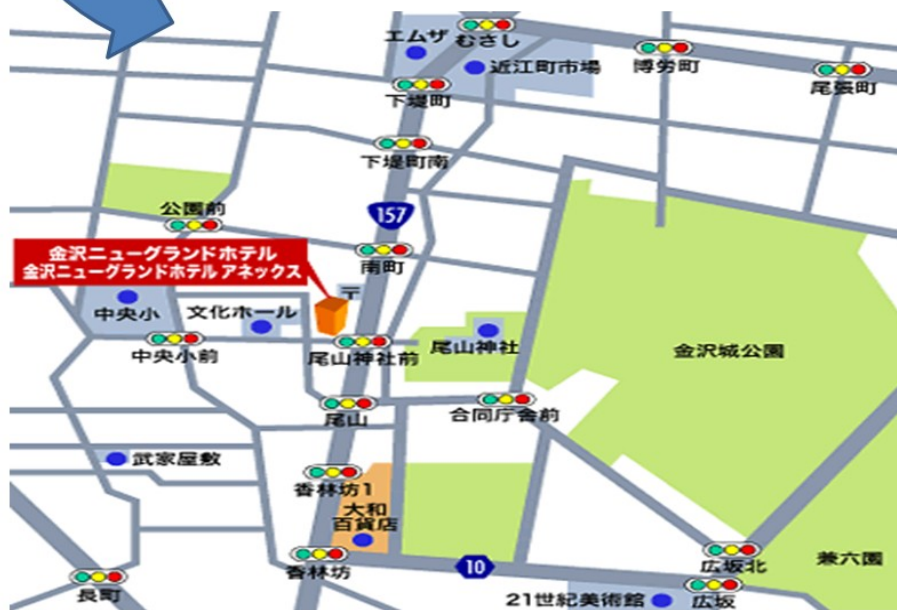 エムザ
むさし
近江町市場
博労町
尾張町
下堤町
下堤町南
公園前
157
金沢ニューグランドホテル
金沢ニューグランドホテル アネックス
南町
〒
中央小
文化ホール
中央小前
尾山神社前
尾山神社
金沢城公園
尾山
合同庁舎前
武家屋敷
香林坊1
大和
百貨店
香林坊
10
広坂北
兼六園
長町
21世紀美術館
広坂